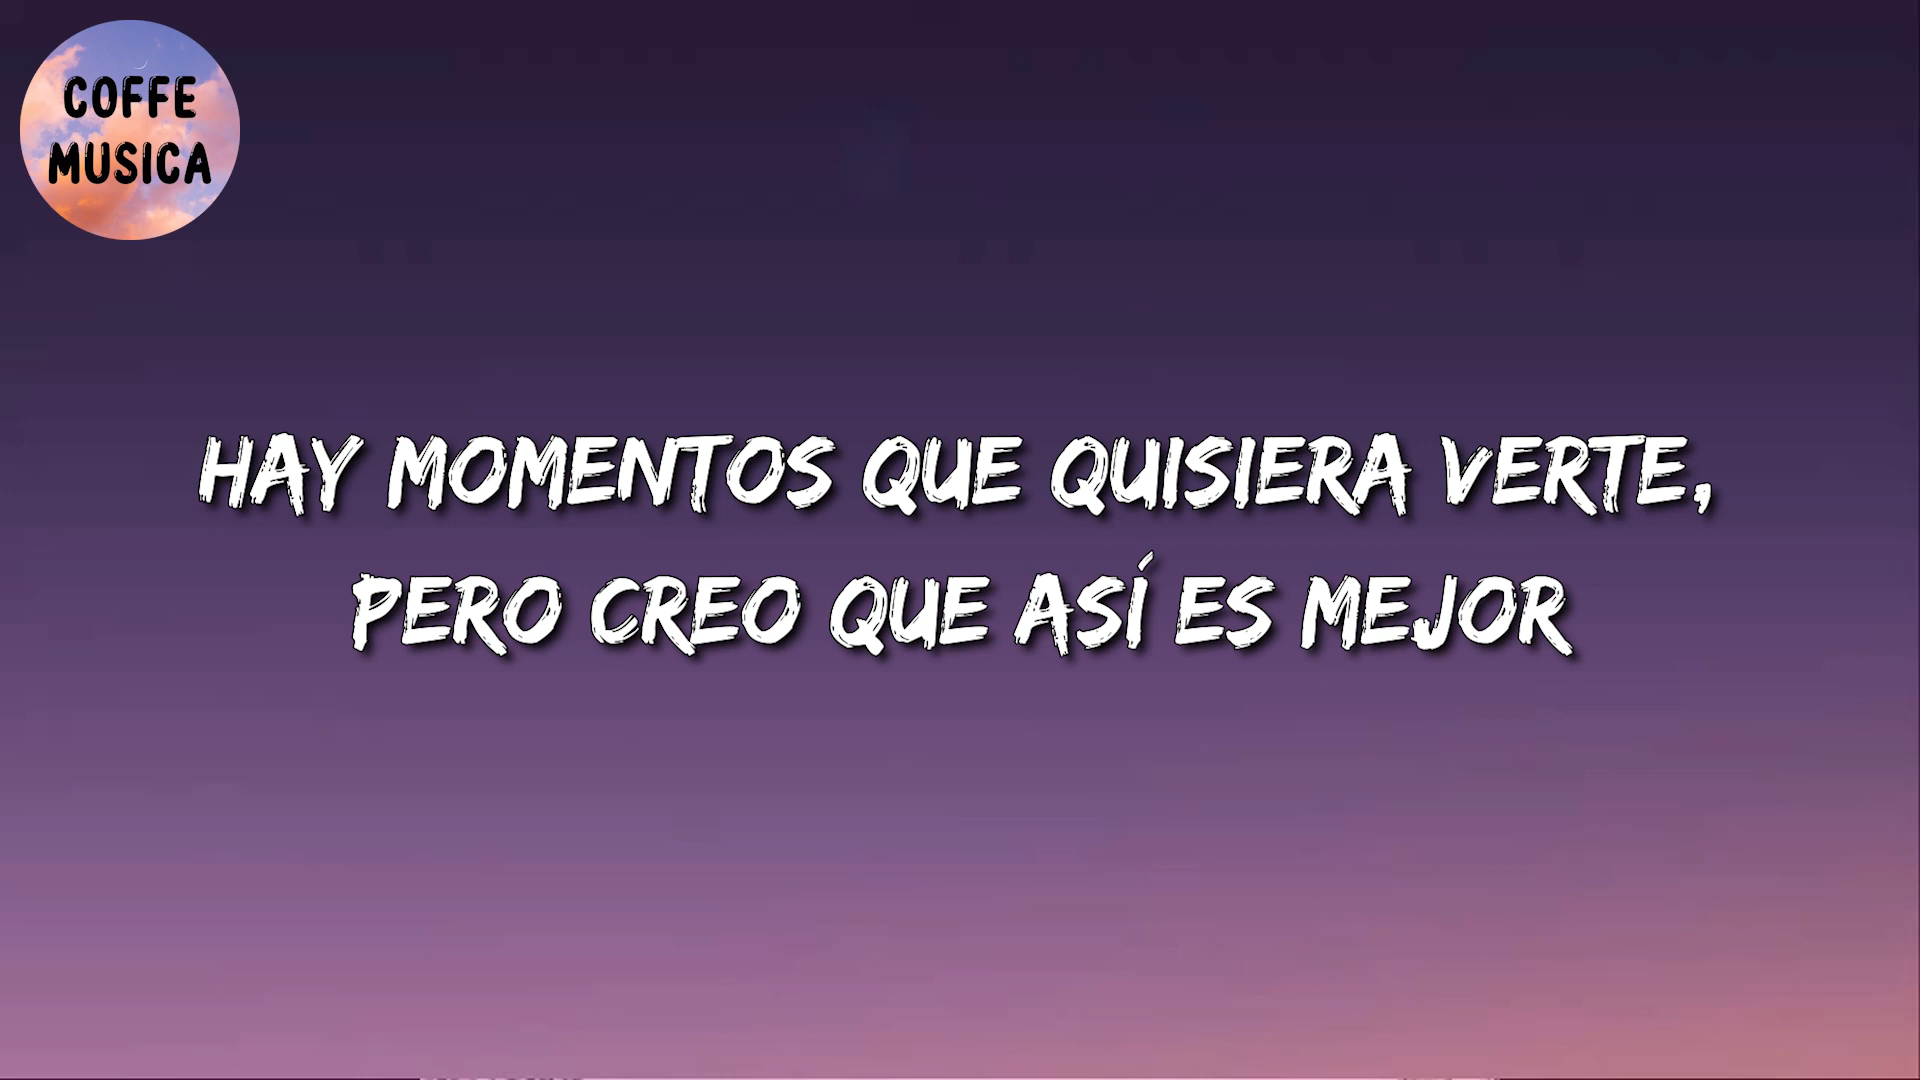 COFFE
MUSICA
HAY MOMENTOS QUE QUISIERA VERTE,
PERO CREO QUE ASÍ ES MEJOR